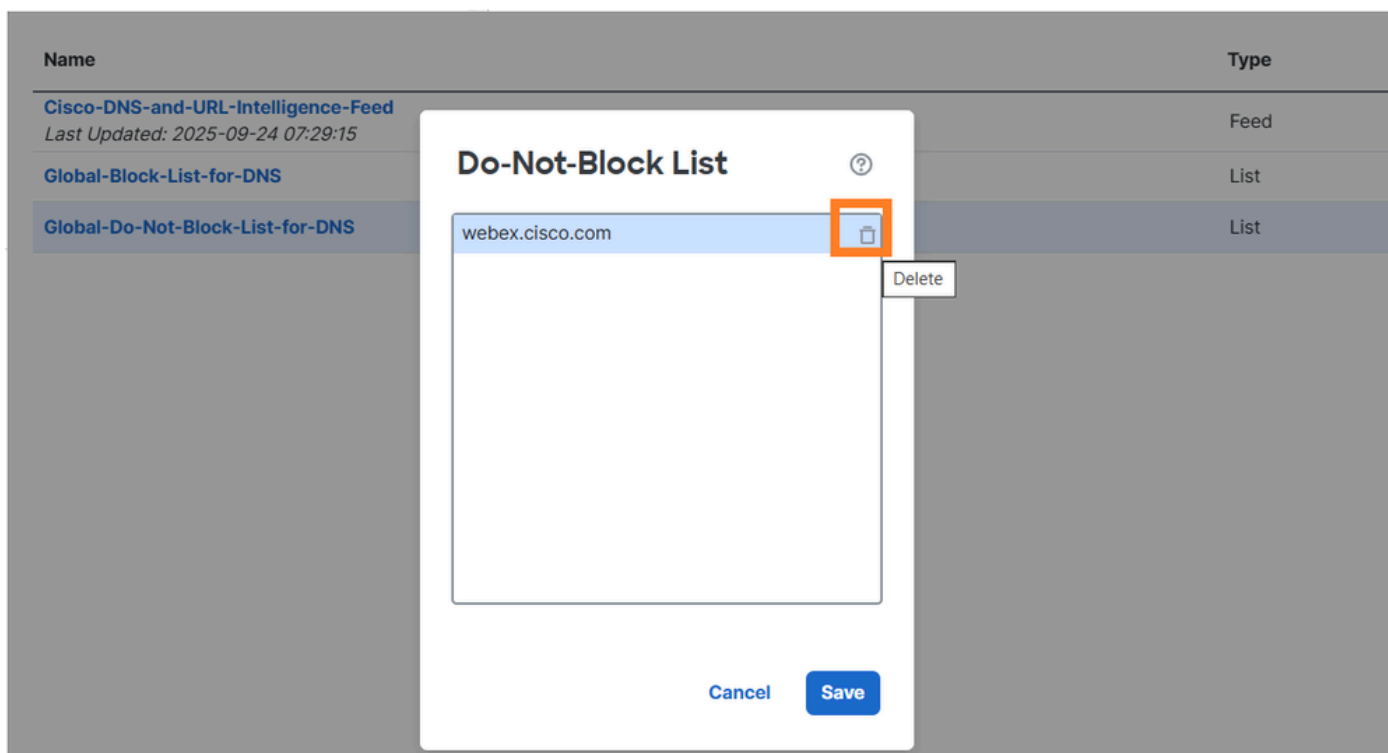 Name Type
Cisco-DNS-and-URL-Intelligence-Feed
Last Updated: 2025-09-24 07:29:15
Feed
Global-Block-List-for-DNS List
Global-Do-Not-Block-List-for-DNS List
Do-Not-Block List
webex.cisco.com
Delete
Cancel Save